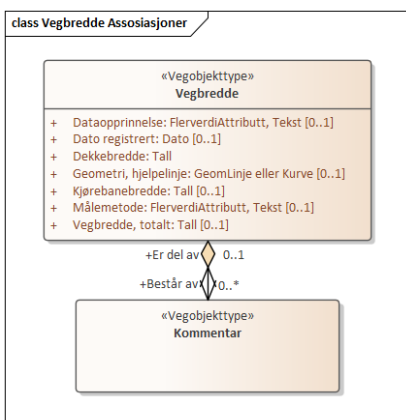 class Vegbredde Assosiasjoner
«Vegobjekttype»
Vegbredde
+ Dataopprinnelse: FlerverdiAttributt, Tekst [0..1]
+ Dato registrert: Dato [0..1]
+ Dekkebredde: Tall
+ Geometri, hjelpelinje: GeomLinje eller Kurve [0..1]
+ Kjørebanebredde: Tall [0..1]
+ Målemetode: FlerverdiAttributt, Tekst [0..1]
+ Vegbredde, totalt: Tall [0..1]
+Er del av 0..1
+Består av 0..*
«Vegobjekttype»
Kommentar